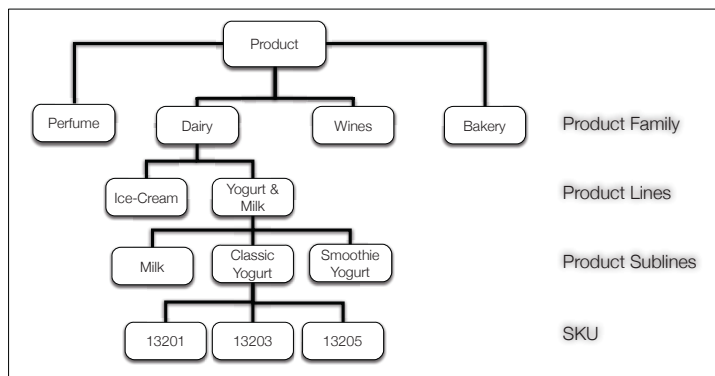 Product
Perfume
Dairy
Wines
Bakery
Product Family
Ice-Cream
Yogurt &
Milk
Product Lines
Milk
Classic
Yogurt
Smoothie
Yogurt
Product Sublines
13201
13203
13205
SKU